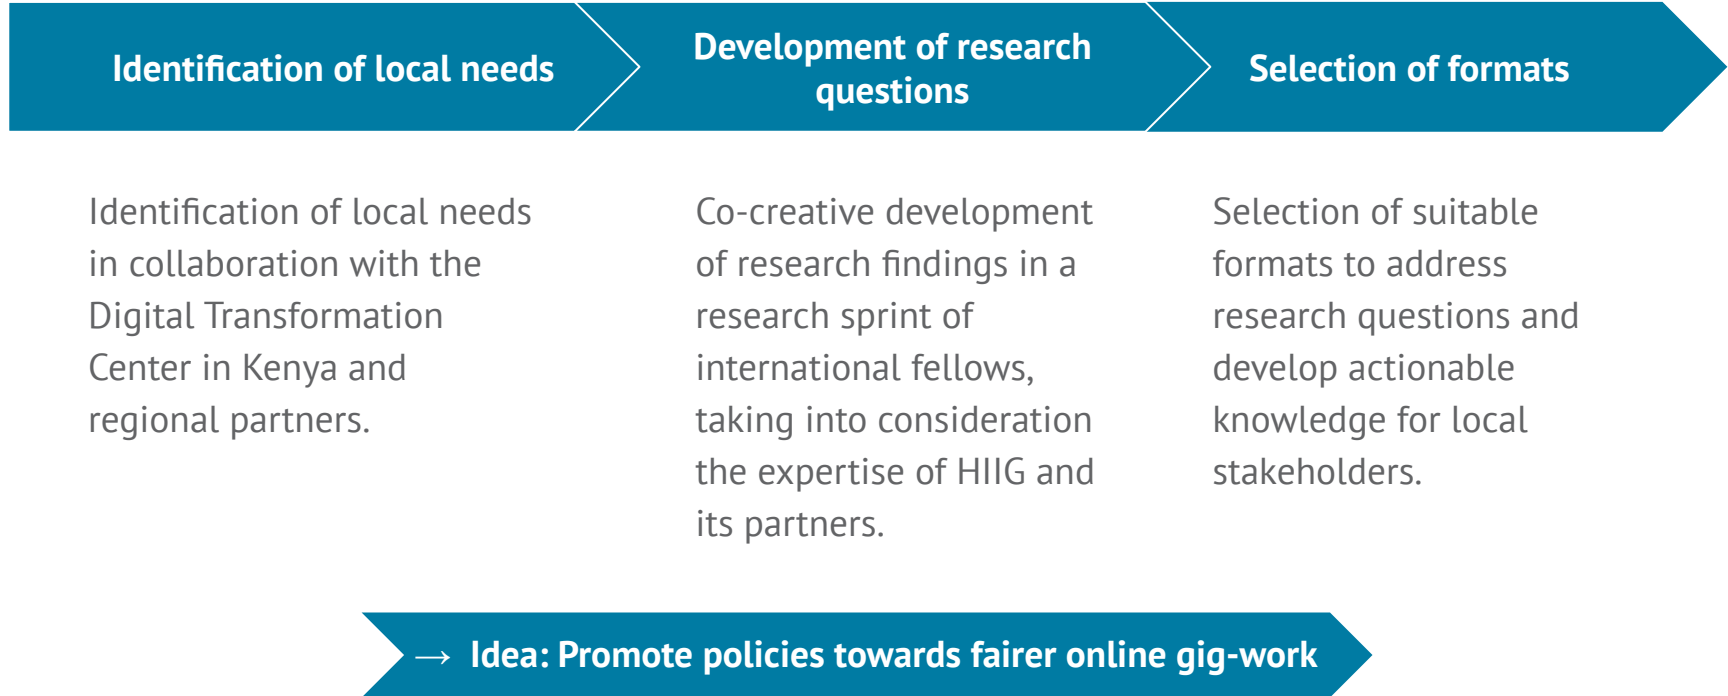 Identification of local needs
Development of research
questions
Selection of formats
Identification of local needs
in collaboration with the
Digital Transformation
Center in Kenya and
regional partners.
Co-creative development
of research findings in a
research sprint of
international fellows,
taking into consideration
the expertise of HIIG and
its partners.
Selection of suitable
formats to address
research questions and
develop actionable
knowledge for local
stakeholders.
→ Idea: Promote policies towards fairer online gig-work